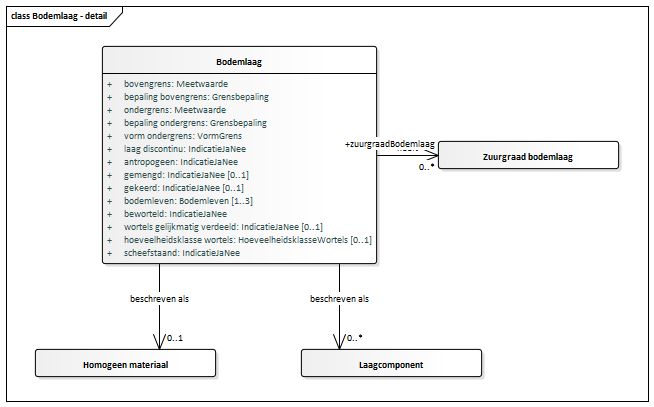 class Bodemlaag - detail
Bodemlaag
+ bovengrens: Meetwaarde
+ bepaling bovengrens: Grensbepaling
+ ondergrens: Meetwaarde
+ bepaling ondergrens: Grensbepaling
+ vorm ondergrens: VormGrens
+ laag discontinu: IndicatieJaNee
+ antropogeen: IndicatieJaNee
+ gemengd: IndicatieJaNee [0..1]
+ gekeerd: IndicatieJaNee [0..1]
+ bodemleven: Bodemleven [1..3]
+ beworteld: IndicatieJaNee
+ wortels gelijkmatig verdeeld: IndicatieJaNee [0..1]
+ hoeveelheidsklasse wortels: HoeveelheidsklasseWortels [0..1]
+ scheefstaand: IndicatieJaNee
+zuurgraadBodemlaag
0..*
Zuurgraad bodemlaag
beschreven als
beschreven als
0..1
0..*
Homogeen materiaal
Laagcomponent